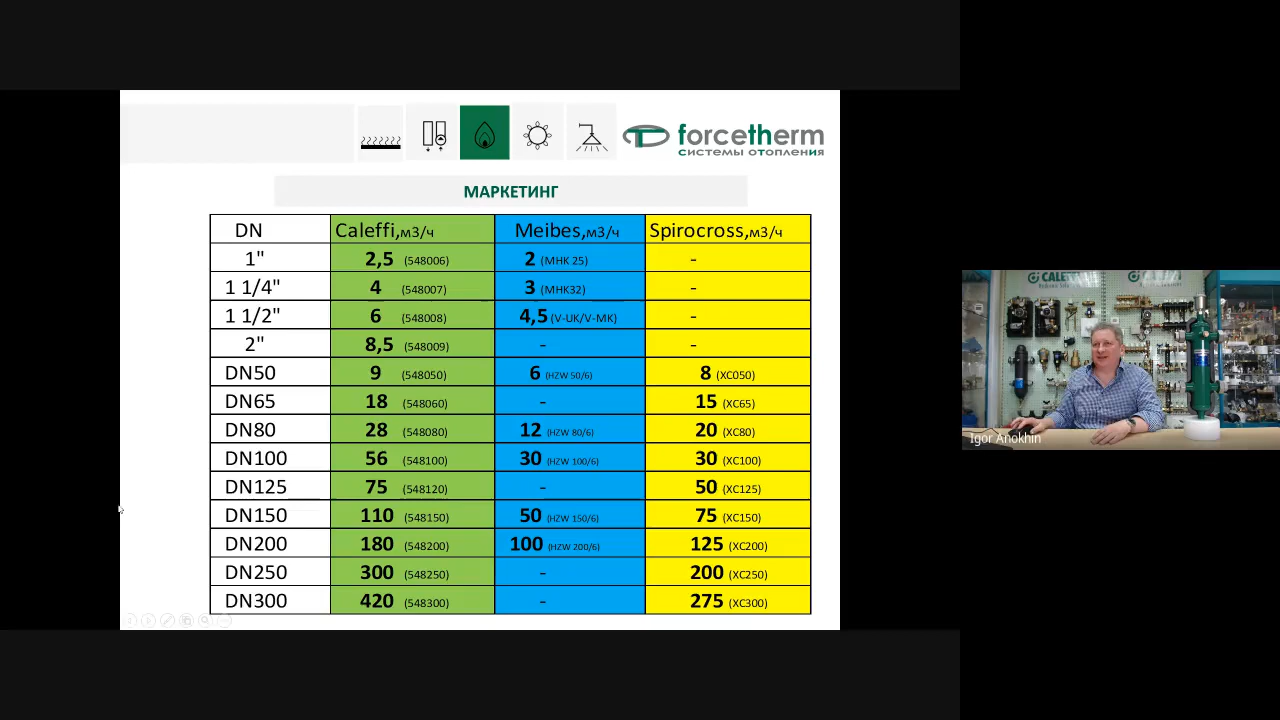 forcetherm
системы отопления
МАРКЕТИНГ
DN Caleffi,м3/ч Meibes,м3/ч Spirocross,м3/ч
1" 2,5 (548006) 2 (MHK 25) -
1 1/4" 4 (548007) 3 (MHK32) -
1 1/2" 6 (548008) 4,5 (V-UK/V-MK) -
2" 8,5 (548009) - -
DN50 9 (548050) 6 (HZW 50/6) 8 (XC050)
DN65 18 (548060) - 15 (XC65)
DN80 28 (548080) 12 (HZW 80/6) 20 (XC80)
DN100 56 (548100) 30 (HZW 100/6) 30 (XC100)
DN125 75 (548120) - 50 (XC125)
DN150 110 (548150) 50 (HZW 150/6) 75 (XC150)
DN200 180 (548200) 100 (HZW 200/6) 125 (XC200)
DN250 300 (548250) - 200 (XC250)
DN300 420 (548300) - 275 (XC300)
CALEFFI
Igor Anokhin